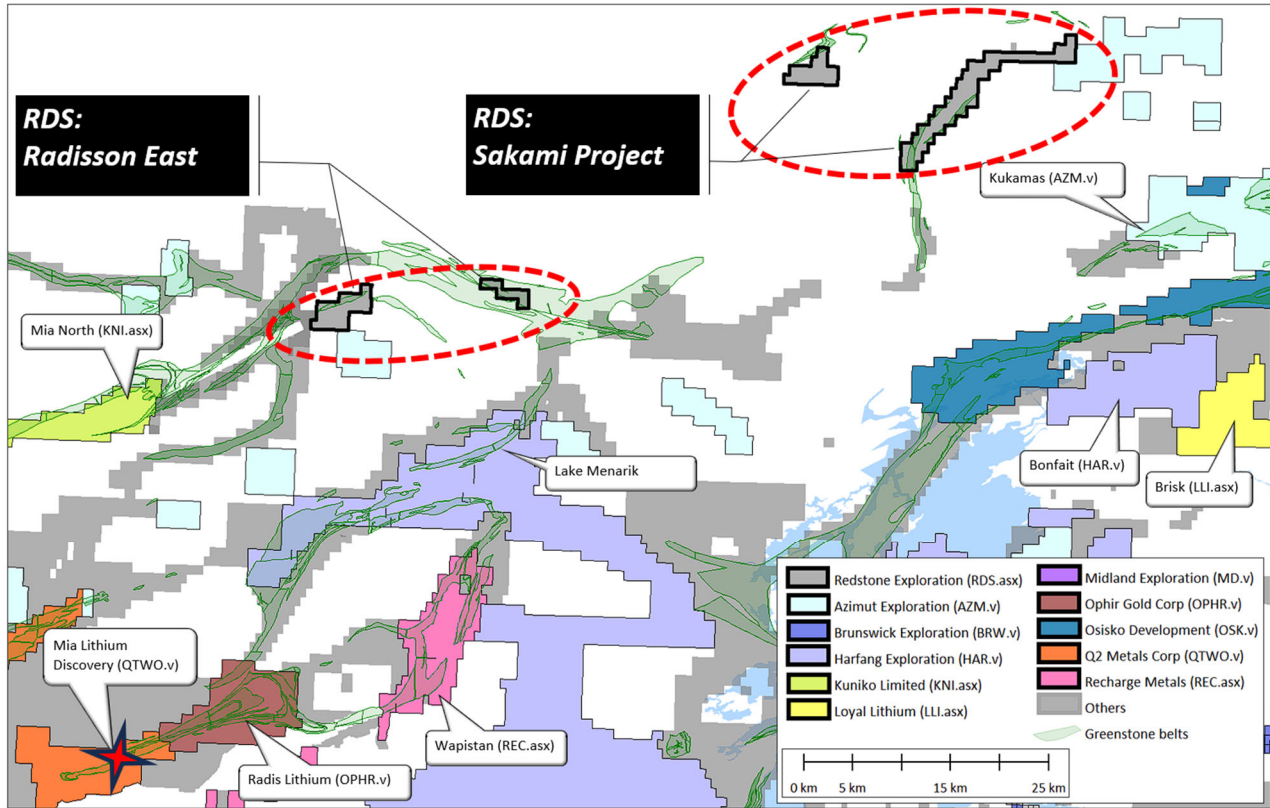 RDS:
Radisson East
RDS:
Sakami Project
Kukamas (AZM.v)
Mia North (KNI.asx)
Lake Menarik
Bonfait (HAR.v)
Brisk (LLI.asx)
Mia Lithium
Discovery (QTWO.v)
Wapistan (REC.asx)
Radis Lithium (OPHR.v)
Redstone Exploration (RDS.asx)
Azimut Exploration (AZM.v)
Brunswick Exploration (BRW.v)
Harfang Exploration (HAR.v)
Kuniko Limited (KNI.asx)
Loyal Lithium (LLI.asx)
Midland Exploration (MD.v)
Ophir Gold Corp (OPHR.v)
Osisko Development (OSK.v)
Q2 Metals Corp (QTWO.v)
Recharge Metals (REC.asx)
Others
Greenstone belts
0 km 5 km 15 km 25 km